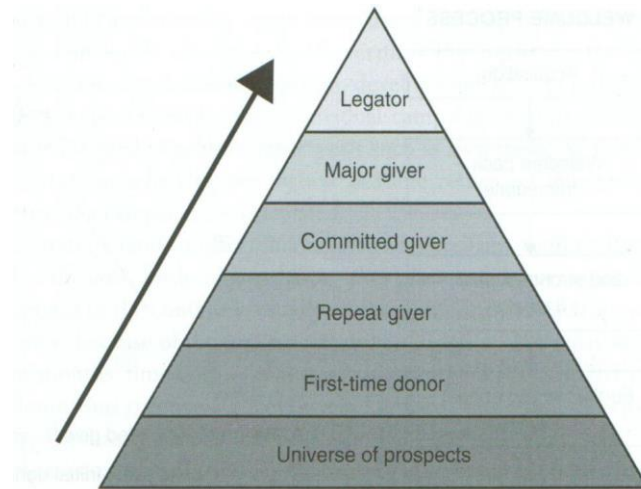 Legator
Major giver
Committed giver
Repeat giver
First-time donor
Universe of prospects